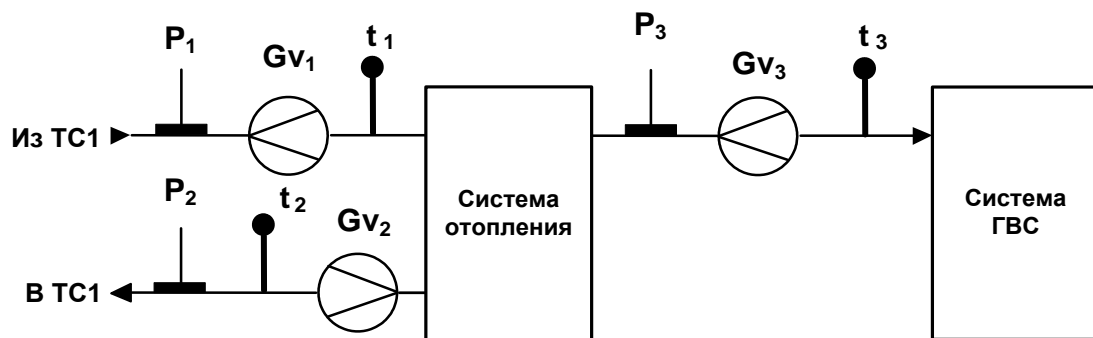 P1
Gv1
t 1
P3
Gv3
t 3
Из ТС1
P2
t 2
Gv2
Система
отопления
Система
ГВС
В ТС1